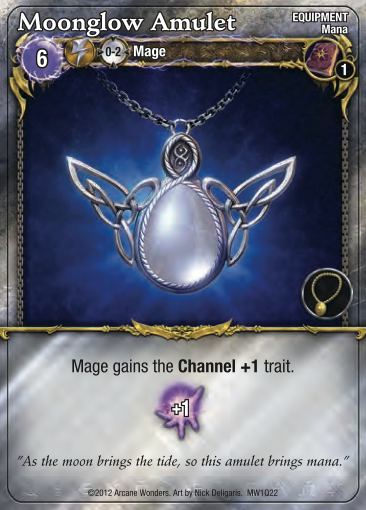 Moonglow Amulet
EQUIPMENT
Mana
6
0-2
Mage
1
Mage gains the Channel +1 trait.
+1
"As the moon brings the tide, so this amulet brings mana."
©2012 Arcane Wonders. Art by Nick Deligaris. MW1Q22